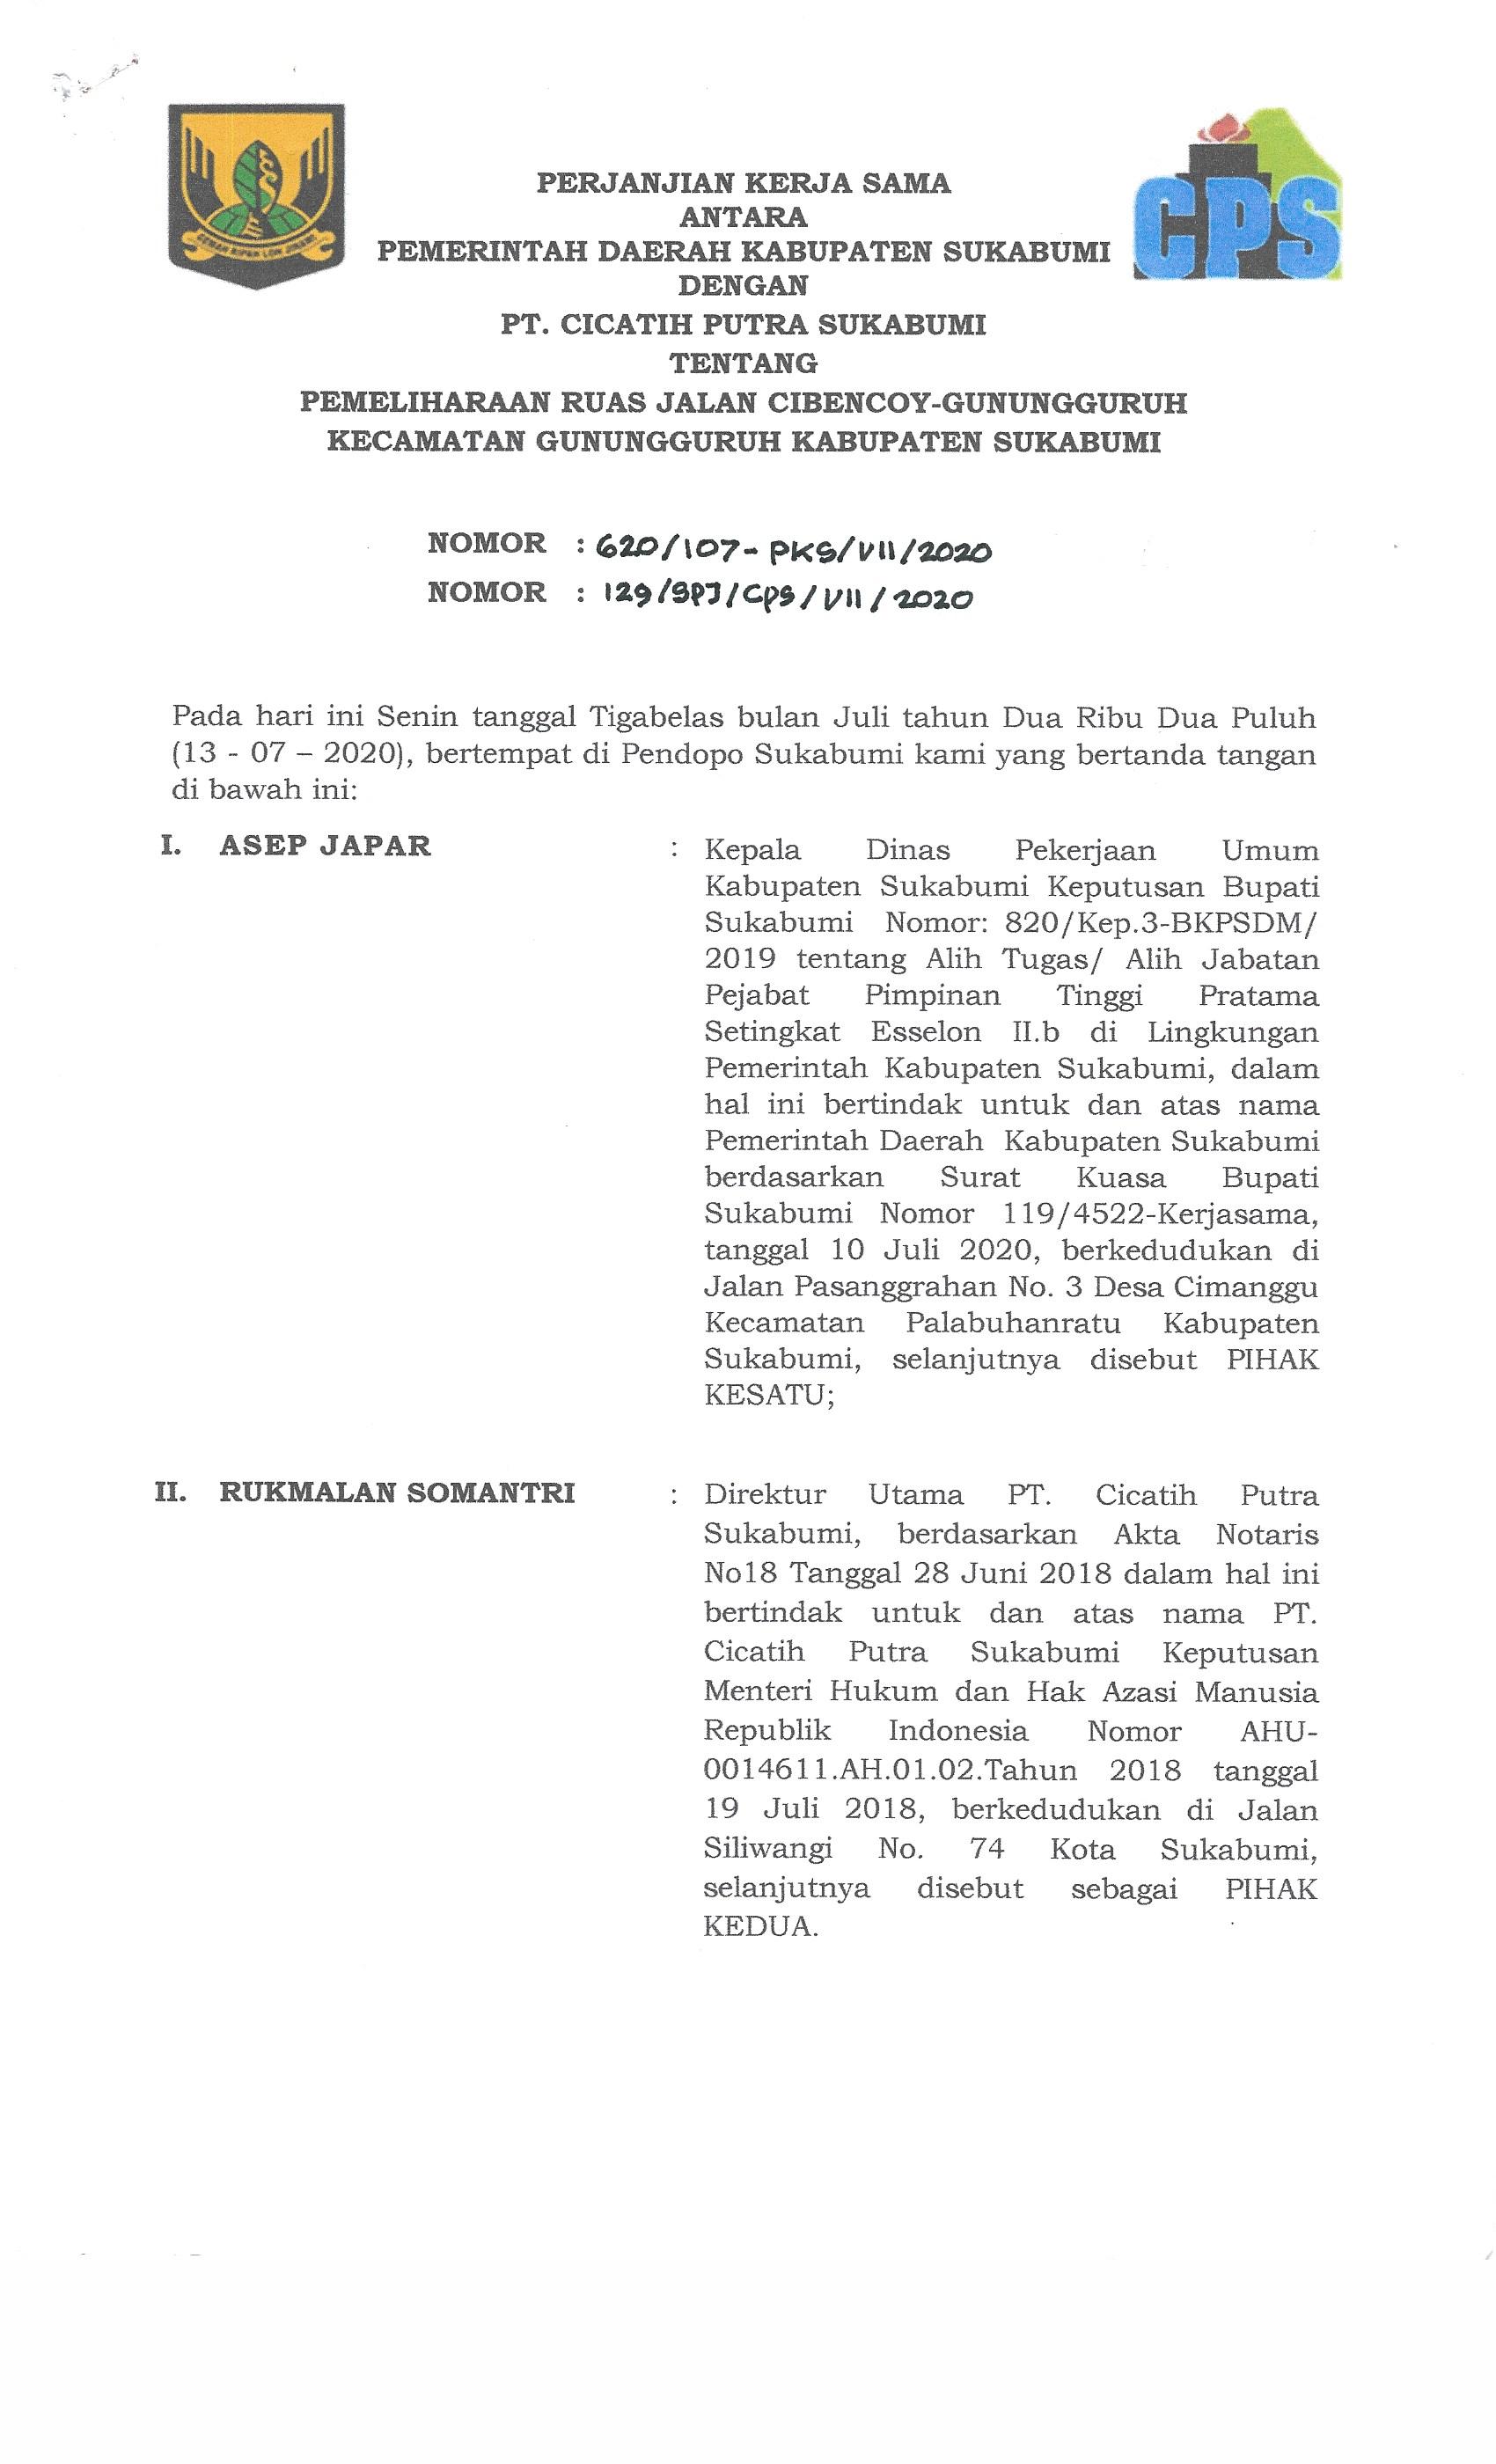 PERJANJIAN KERJA SAMA
ANTARA
PEMERINTAH DAERAH KABUPATEN SUKABUMI
DENGAN
PT. CICATIH PUTRA SUKABUMI
TENTANG
PEMELIHARAAN RUAS JALAN CIBENCOY-GUNUNGGURUH
KECAMATAN GUNUNGGURUH KABUPATEN SUKABUMI
CPS
NOMOR : 620/107-PKS/VII/2020
NOMOR : 129/SPJ/CPS/VII/2020
Pada hari ini Senin tanggal Tigabelas bulan Juli tahun Dua Ribu Dua Puluh
(13 - 07 – 2020), bertempat di Pendopo Sukabumi kami yang bertanda tangan
di bawah ini:
I. ASEP JAPAR : Kepala Dinas Pekerjaan Umum
Kabupaten Sukabumi Keputusan Bupati
Sukabumi Nomor: 820/Kep.3-BKPSDM/
2019 tentang Alih Tugas/ Alih Jabatan
Pejabat Pimpinan Tinggi Pratama
Setingkat Esselon II.b di Lingkungan
Pemerintah Kabupaten Sukabumi, dalam
hal ini bertindak untuk dan atas nama
Pemerintah Daerah Kabupaten Sukabumi
berdasarkan Surat Kuasa Bupati
Sukabumi Nomor 119/4522-Kerjasama,
tanggal 10 Juli 2020, berkedudukan di
Jalan Pasanggrahan No. 3 Desa Cimanggu
Kecamatan Palabuhanratu Kabupaten
Sukabumi, selanjutnya disebut PIHAK
KESATU;
II. RUKMALAN SOMANTRI : Direktur Utama PT. Cicatih Putra
Sukabumi, berdasarkan Akta Notaris
No18 Tanggal 28 Juni 2018 dalam hal ini
bertindak untuk dan atas nama PT.
Cicatih Putra Sukabumi Keputusan
Menteri Hukum dan Hak Azasi Manusia
Republik Indonesia Nomor AHU-
0014611.AH.01.02.Tahun 2018 tanggal
19 Juli 2018, berkedudukan di Jalan
Siliwangi No. 74 Kota Sukabumi,
selanjutnya disebut sebagai PIHAK
KEDUA.